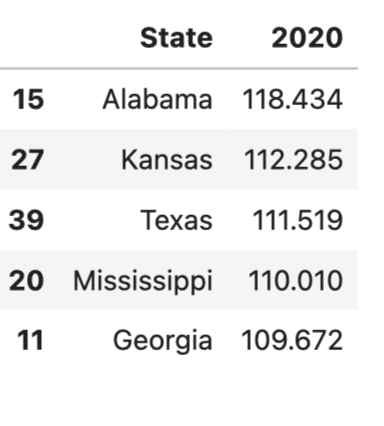 State 2020
15 Alabama 118.434
27 Kansas 112.285
39 Texas 111.519
20 Mississippi 110.010
11 Georgia 109.672